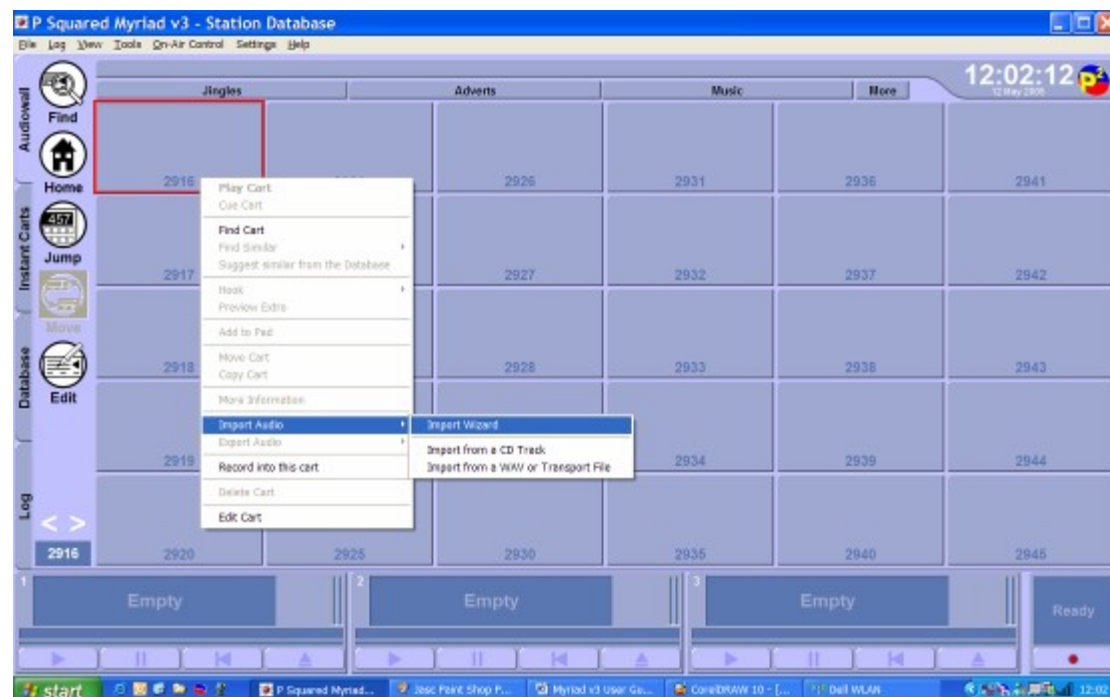 P Squared Myriad v3 - Station Database
File Log View Tools On-Air Control Settings Help
12:02:12
12 May 2005
Jingles Adverts Music More
Audiowall
Instant Carts
Database
Log
Find
Home
457
Jump
Move
Edit
< >
2916
2916 2926 2931 2936 2941
2917 2927 2932 2937 2942
2918 2928 2933 2938 2943
2919 2934 2939 2944
2920 2925 2930 2935 2940 2945
Play Cart
Cue Cart
Find Cart
Find Similar
Suggest similar from the Database
Hook
Preview Extro
Add to Pad
Move Cart
Copy Cart
More Information
Import Audio
Export Audio
Record into this cart
Delete Cart
Edit Cart
Import Wizard
Import from a CD Track
Import from a WAV or Transport File
1 Empty
2 Empty
3 Empty
Ready
start
P Squared Myriad...
Jasc Paint Shop P...
Myriad v3 User Gu...
CorelDRAW 10 - [...
Dell WLAN
12:02